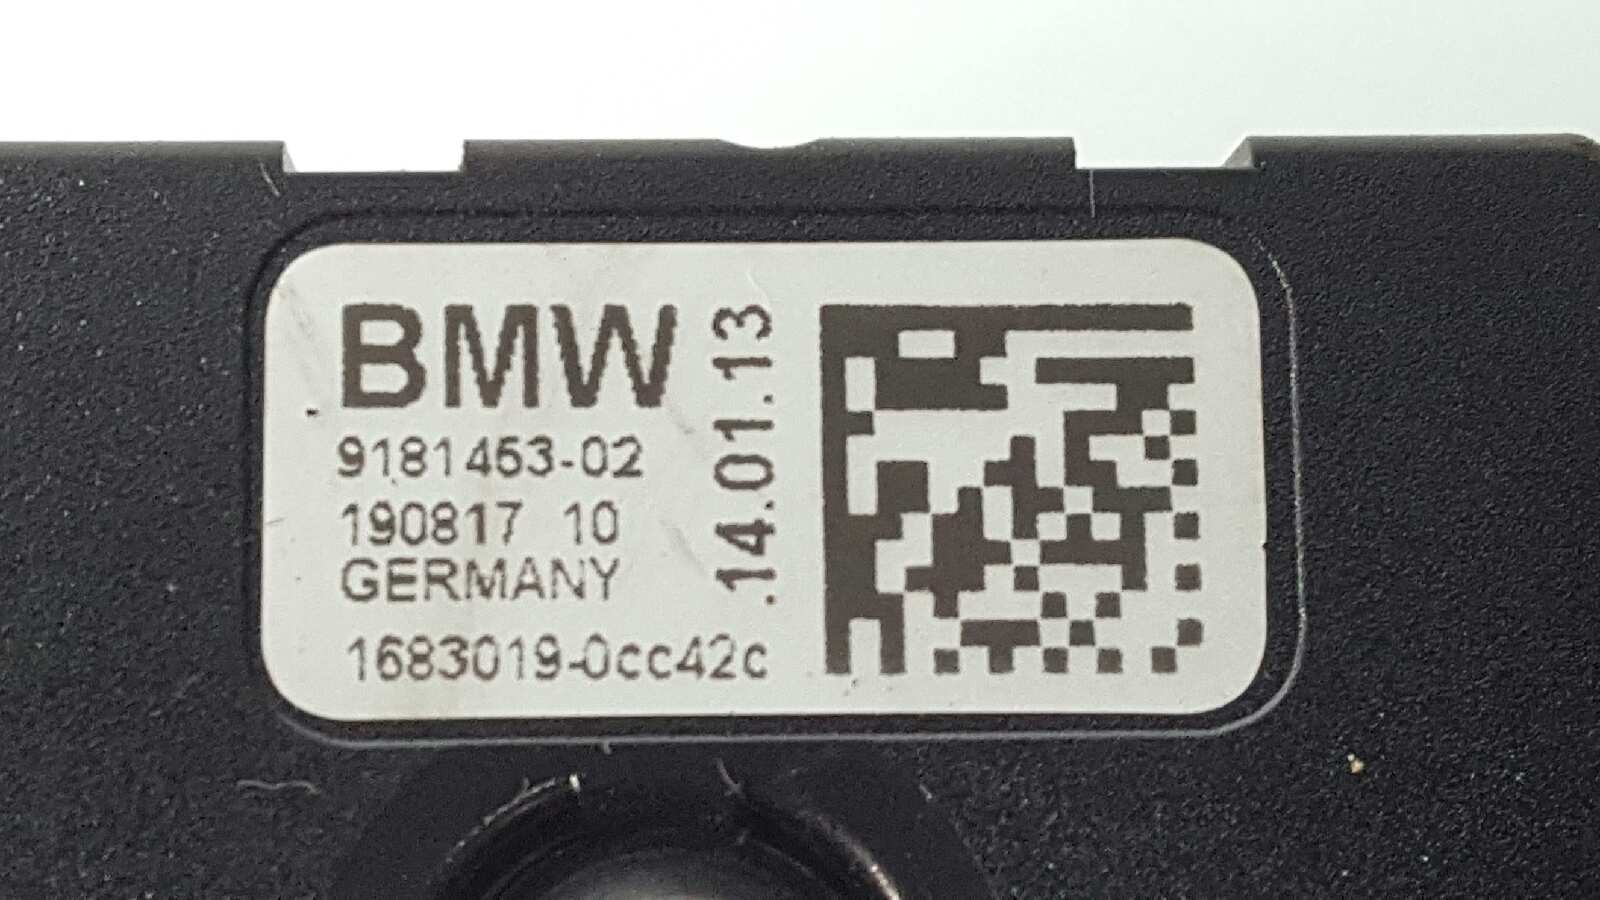 BMW
9181453-02
190817 10
GERMANY
1683019-0cc42c
.14.01.13